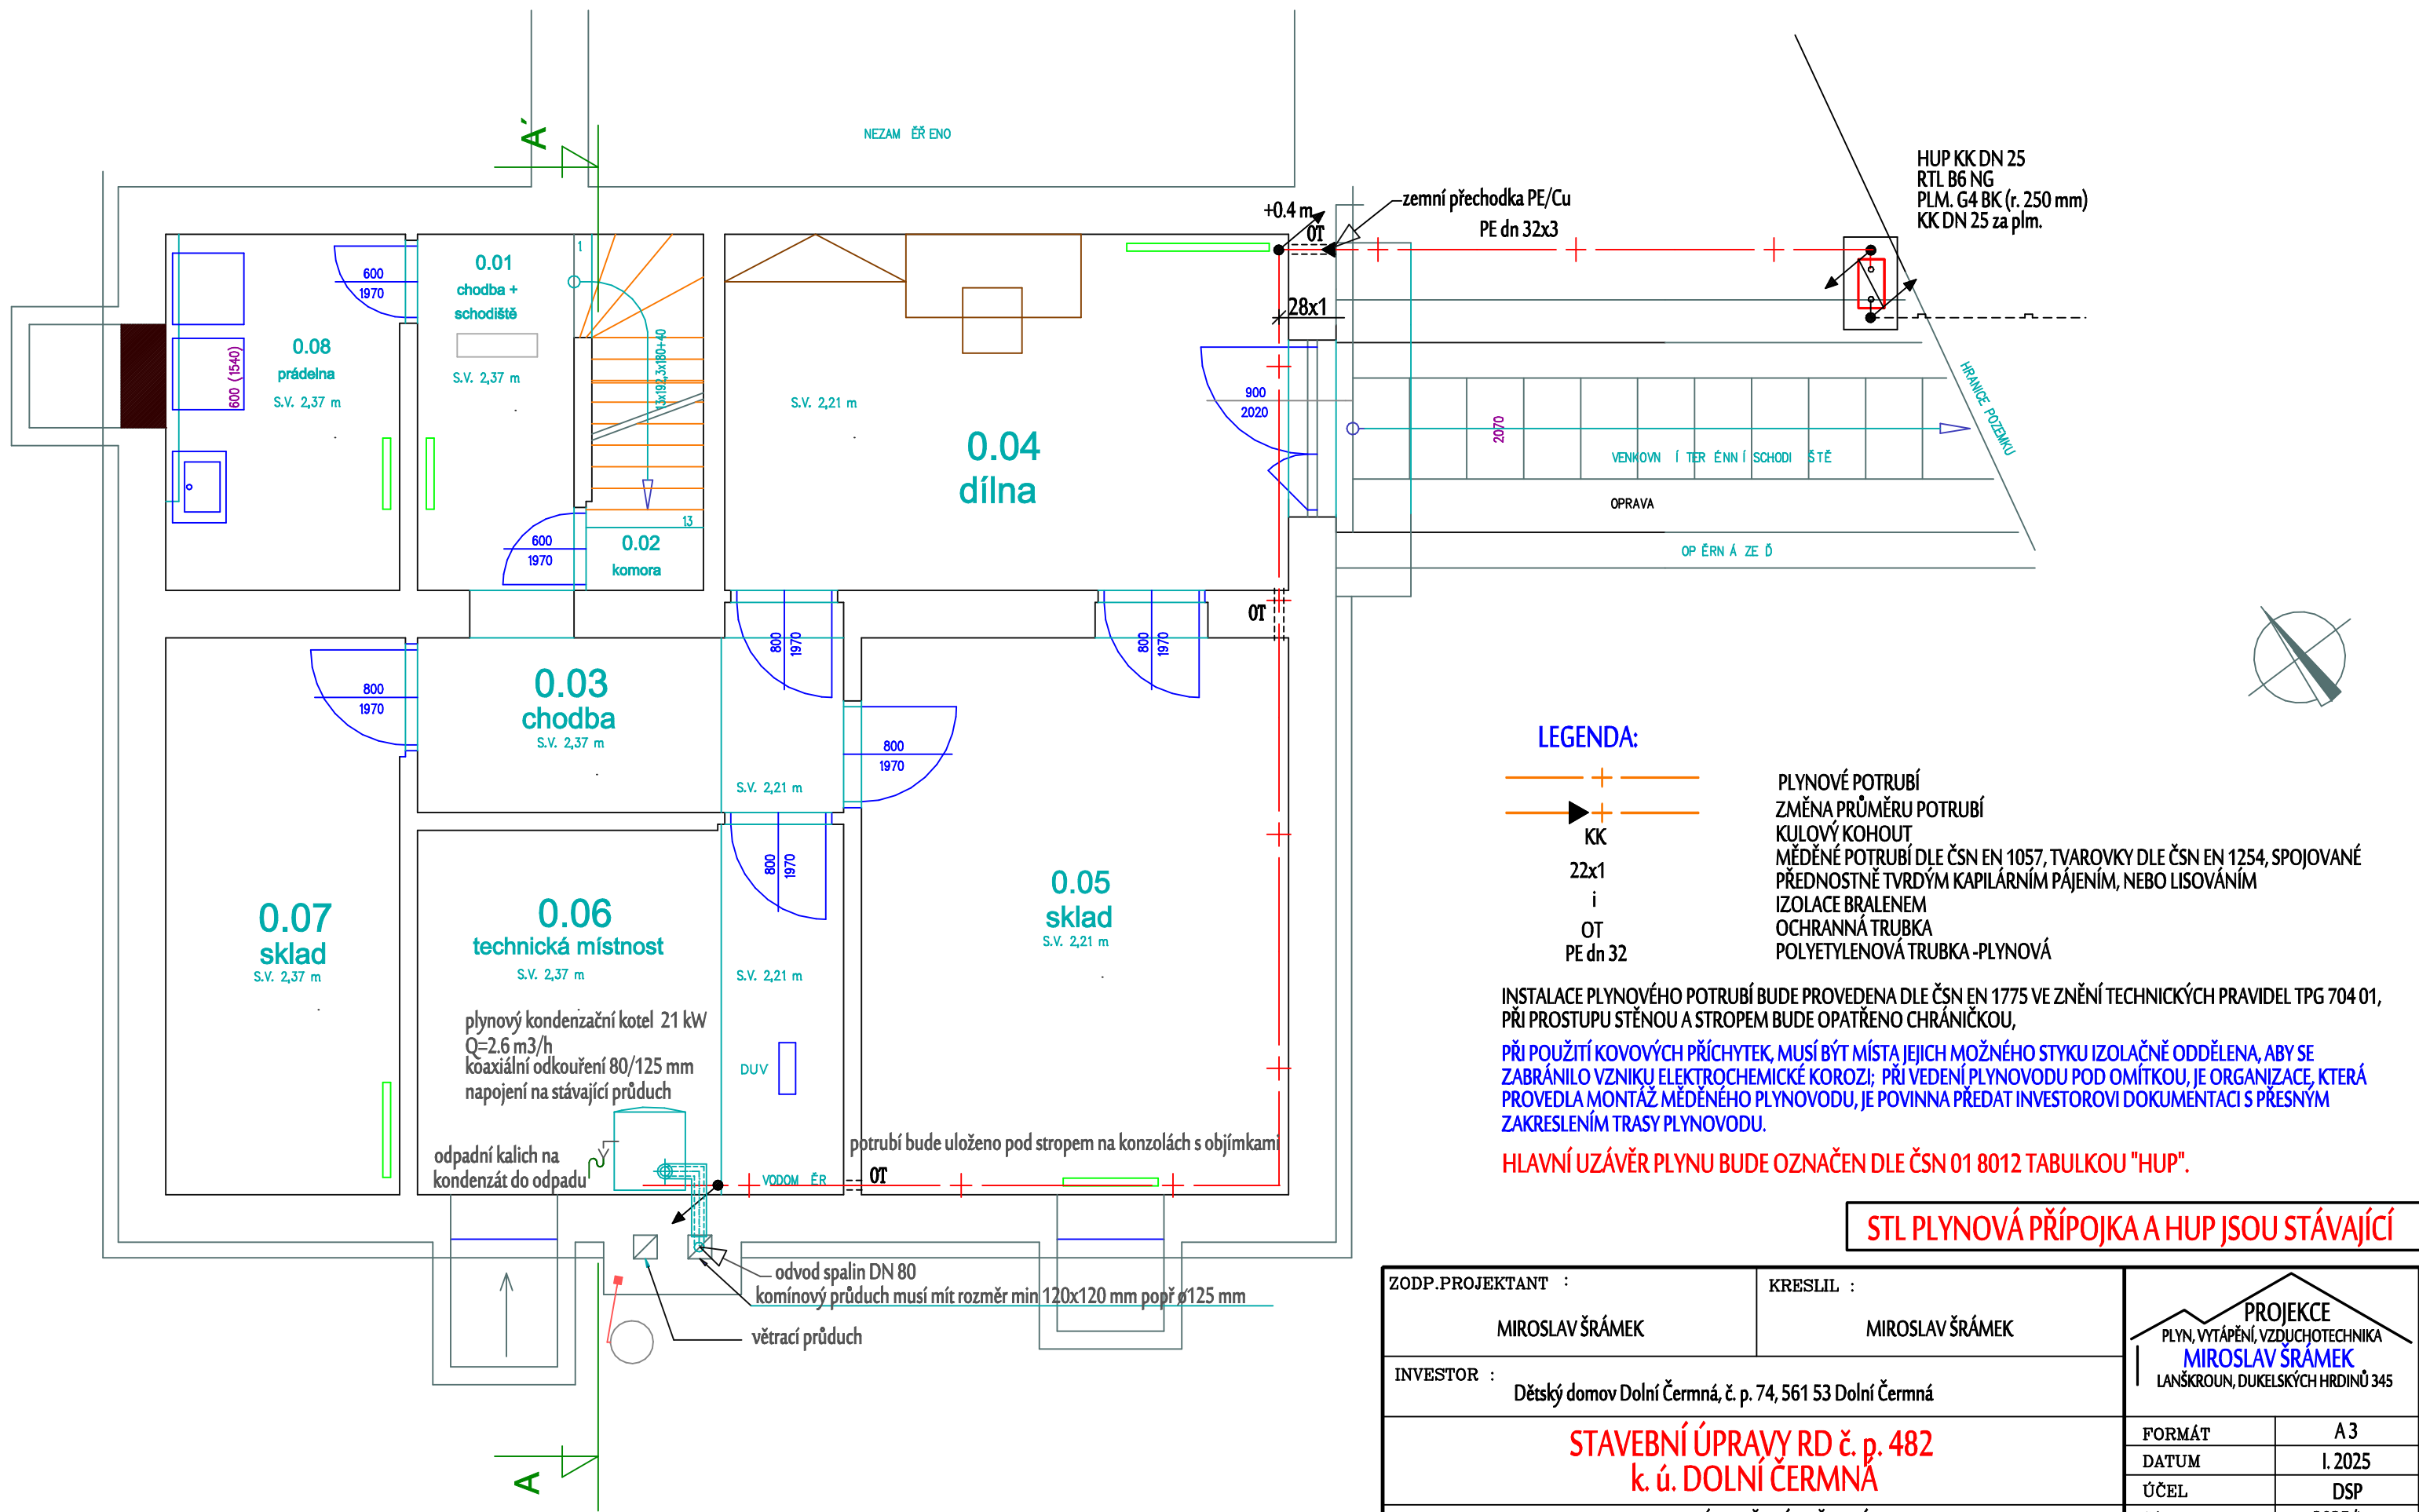 A´
NEZAMĚŘENO
HUP KK DN 25
RTL B6 NG
PLM. G4 BK (r. 250 mm)
KK DN 25 za plm.
zemní přechodka PE/Cu
+0.4 m
OT
PE dn 32x3
28x1
0.01
chodba +
schodiště
S.V. 2,37 m
1
13x192,3x180+40
13
600
1970
0.08
prádelna
S.V. 2,37 m
600 (1540)
0.02
komora
600
1970
S.V. 2,21 m
0.04
dílna
900
2020
2070
VENKOVNÍ TERÉNNÍ SCHODIŠTĚ
HRANICE POZEMKU
OPRAVA
OPĚRNÁ ZEĎ
OT
800
1970
800
1970
800
1970
0.03
chodba
S.V. 2,37 m
S.V. 2,21 m
800
1970
800
1970
0.05
sklad
S.V. 2,21 m
0.07
sklad
S.V. 2,37 m
0.06
technická místnost
S.V. 2,37 m
S.V. 2,21 m
plynový kondenzační kotel 21 kW
Q=2.6 m3/h
koaxiální odkouření 80/125 mm
napojení na stávající průduch
DUV
odpadní kalich na
kondenzát do odpadu
VODOMĚR
OT
potrubí bude uloženo pod stropem na konzolách s objímkami
odvod spalin DN 80
komínový průduch musí mít rozměr min 120x120 mm popř ø125 mm
větrací průduch
A
LEGENDA:
PLYNOVÉ POTRUBÍ
ZMĚNA PRŮMĚRU POTRUBÍ
KK KULOVÝ KOHOUT
22x1 MĚDĚNÉ POTRUBÍ DLE ČSN EN 1057, TVAROVKY DLE ČSN EN 1254, SPOJOVANÉ
PŘEDNOSTNĚ TVRDÝM KAPILÁRNÍM PÁJENÍM, NEBO LISOVÁNÍM
i IZOLACE BRALENEM
OT OCHRANNÁ TRUBKA
PE dn 32 POLYETYLENOVÁ TRUBKA -PLYNOVÁ
INSTALACE PLYNOVÉHO POTRUBÍ BUDE PROVEDENA DLE ČSN EN 1775 VE ZNĚNÍ TECHNICKÝCH PRAVIDEL TPG 704 01,
PŘI PROSTUPU STĚNOU A STROPEM BUDE OPATŘENO CHRÁNIČKOU,
PŘI POUŽITÍ KOVOVÝCH PŘÍCHYTEK, MUSÍ BÝT MÍSTA JEJICH MOŽNÉHO STYKU IZOLAČNĚ ODDĚLENA, ABY SE
ZABRÁNILO VZNIKU ELEKTROCHEMICKÉ KOROZI; PŘI VEDENÍ PLYNOVODU POD OMÍTKOU, JE ORGANIZACE, KTERÁ
PROVEDLA MONTÁŽ MĚDĚNÉHO PLYNOVODU, JE POVINNA PŘEDAT INVESTOROVI DOKUMENTACI S PŘESNÝM
ZAKRESLENÍM TRASY PLYNOVODU.
HLAVNÍ UZÁVĚR PLYNU BUDE OZNAČEN DLE ČSN 01 8012 TABULKOU "HUP".
STL PLYNOVÁ PŘÍPOJKA A HUP JSOU STÁVAJÍCÍ
ZODP.PROJEKTANT :
MIROSLAV ŠRÁMEK
KRESLIL :
MIROSLAV ŠRÁMEK
PROJEKCE
PLYN, VYTÁPĚNÍ, VZDUCHOTECHNIKA
MIROSLAV ŠRÁMEK
LANŠKROUN, DUKELSKÝCH HRDINŮ 345
INVESTOR :
Dětský domov Dolní Čermná, č. p. 74, 561 53 Dolní Čermná
STAVEBNÍ ÚPRAVY RD č. p. 482
k. ú. DOLNÍ ČERMNÁ
FORMÁT A 3
DATUM I. 2025
ÚČEL DSP